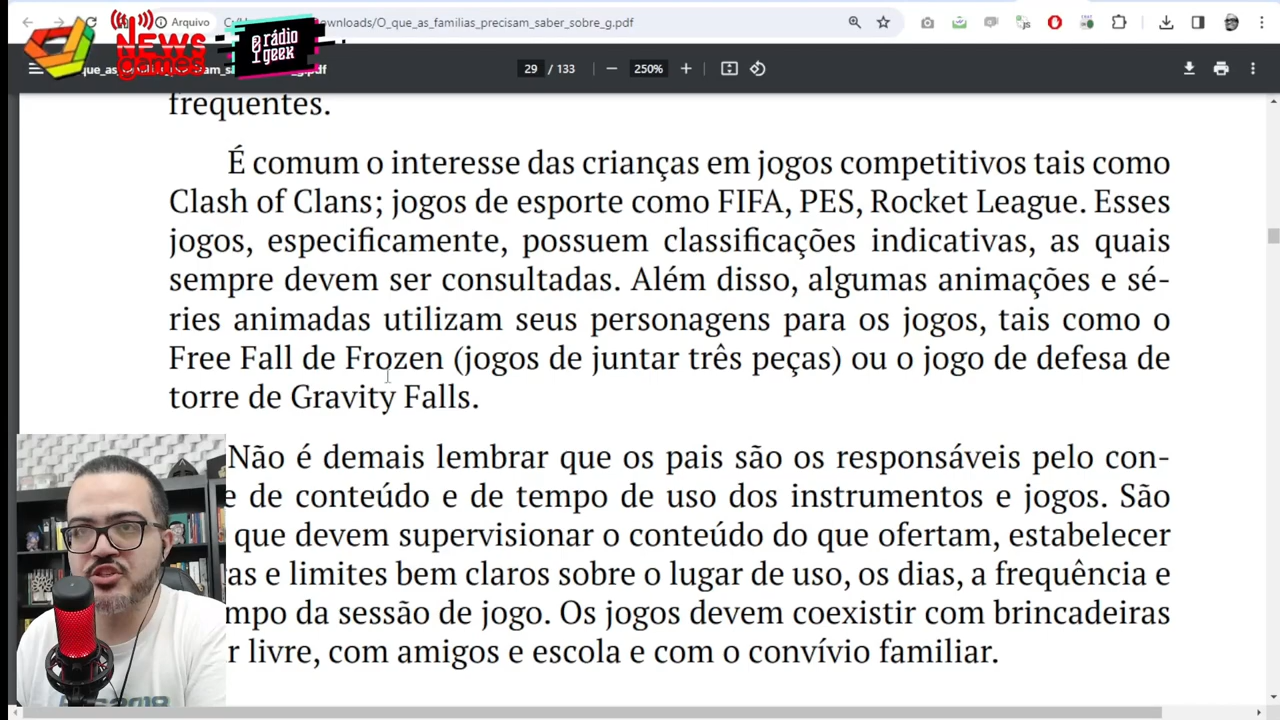 Arquivo
ownloads/O_que_as_familias_precisam_saber_sobre_g.pdf
NEWS
games
rádio
geek
29 / 133
250%
frequentes.
É comum o interesse das crianças em jogos competitivos tais como
Clash of Clans; jogos de esporte como FIFA, PES, Rocket League. Esses
jogos, especificamente, possuem classificações indicativas, as quais
sempre devem ser consultadas. Além disso, algumas animações e sé-
ries animadas utilizam seus personagens para os jogos, tais como o
Free Fall de Frozen (jogos de juntar três peças) ou o jogo de defesa de
torre de Gravity Falls.
Não é demais lembrar que os pais são os responsáveis pelo con-
e de conteúdo e de tempo de uso dos instrumentos e jogos. São
que devem supervisionar o conteúdo do que ofertam, estabelecer
as e limites bem claros sobre o lugar de uso, os dias, a frequência e
mpo da sessão de jogo. Os jogos devem coexistir com brincadeiras
r livre, com amigos e escola e com o convívio familiar.